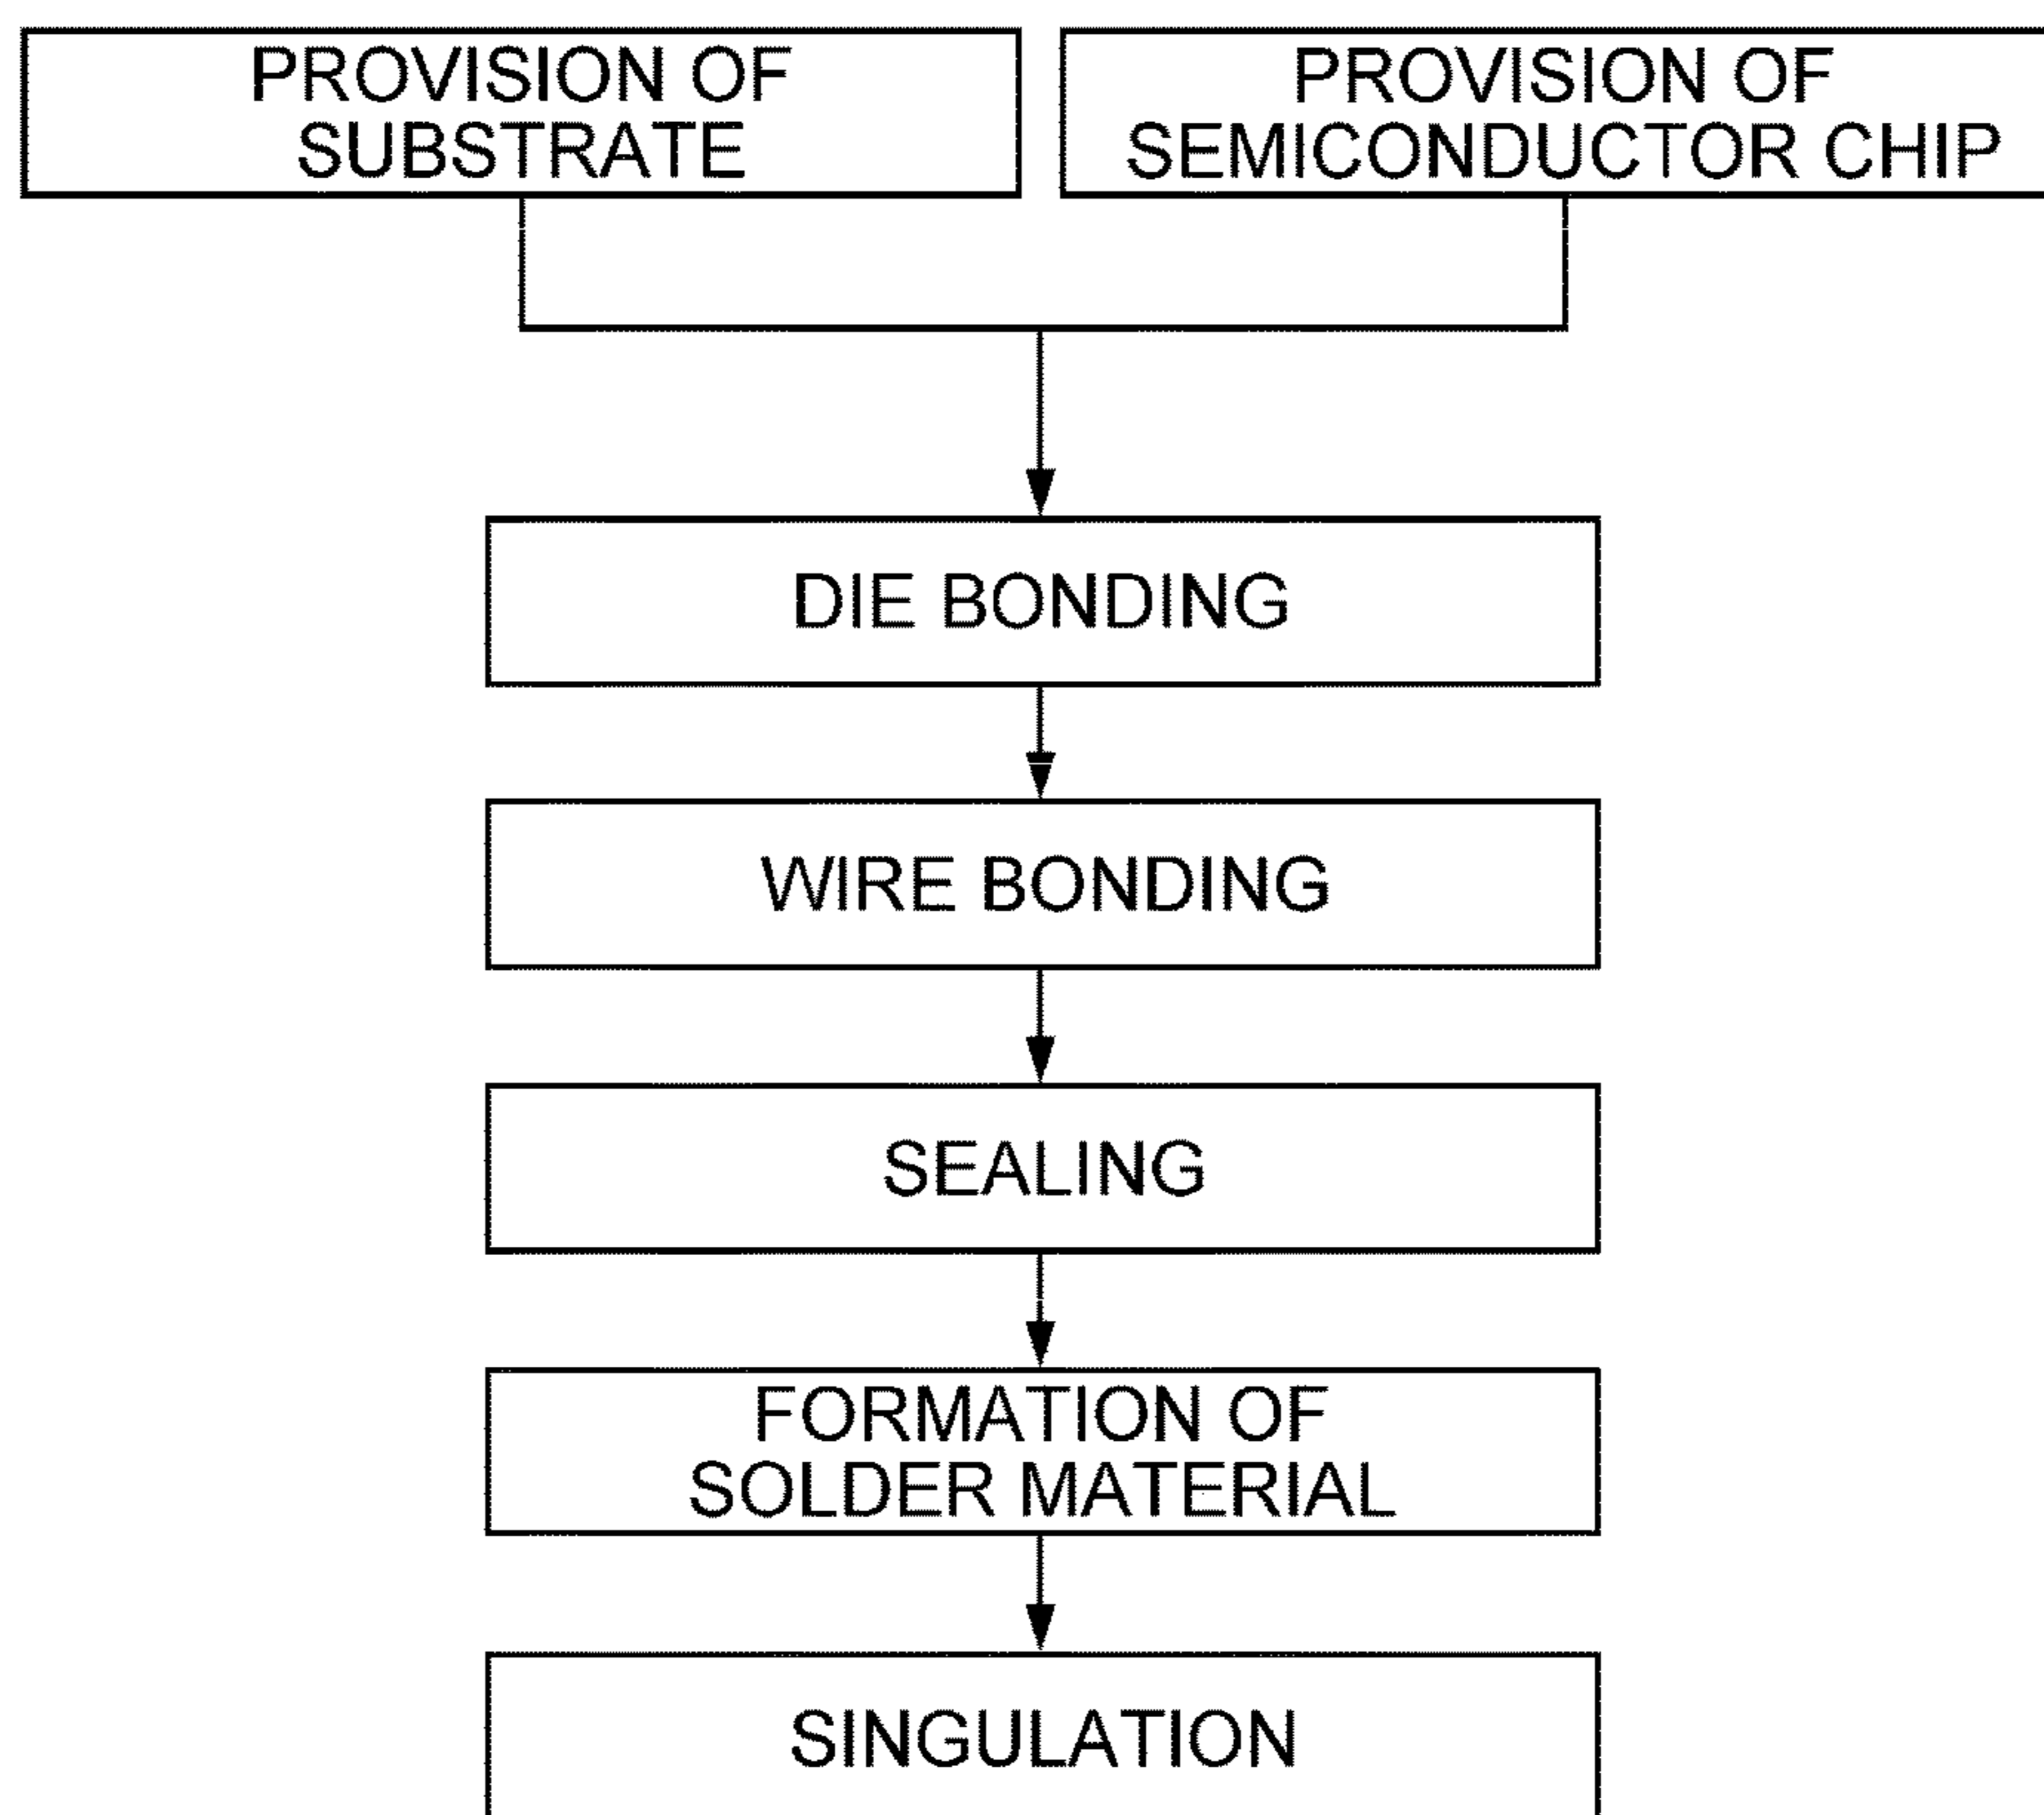 PROVISION OF
SUBSTRATE
PROVISION OF
SEMICONDUCTOR CHIP
DIE BONDING
WIRE BONDING
SEALING
FORMATION OF
SOLDER MATERIAL
SINGULATION